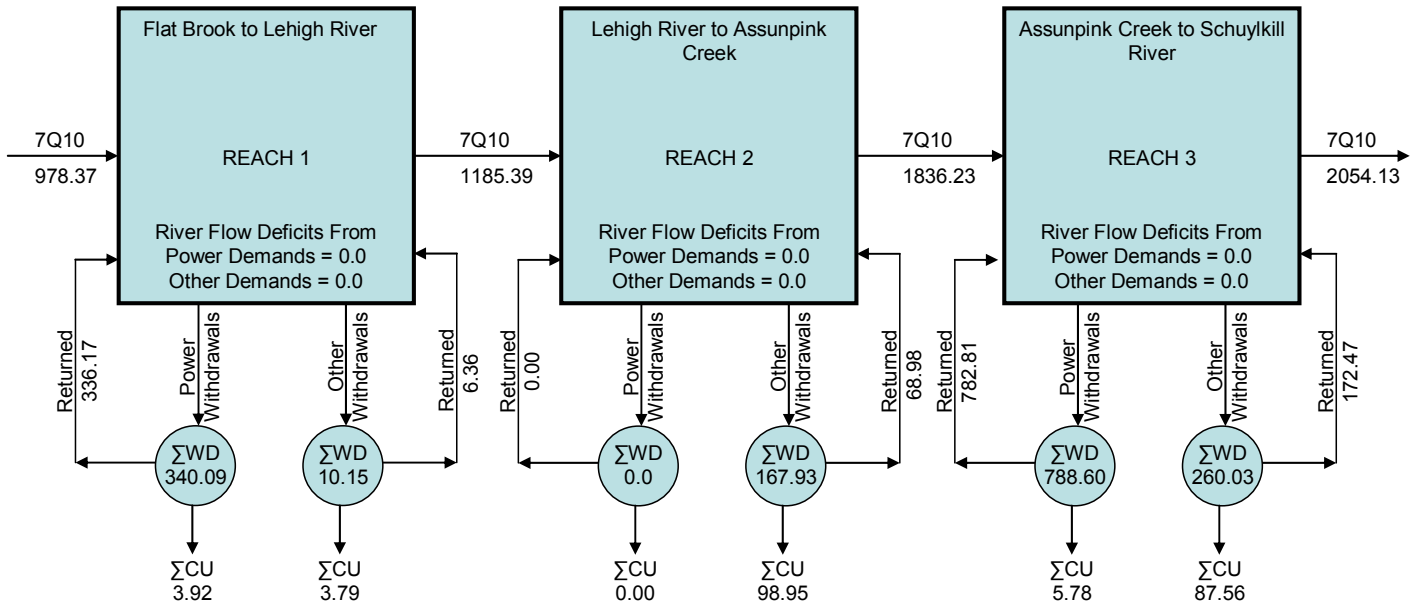 Flat Brook to Lehigh River
REACH 1
River Flow Deficits From
Power Demands = 0.0
Other Demands = 0.0
7Q10
978.37
Returned
336.17
Power
Withdrawals
Other
Withdrawals
Returned
6.36
∑WD
340.09
∑WD
10.15
∑CU
3.92
∑CU
3.79
7Q10
1185.39
Lehigh River to Assunpink
Creek
REACH 2
River Flow Deficits From
Power Demands = 0.0
Other Demands = 0.0
Returned
0.00
Power
Withdrawals
Other
Withdrawals
Returned
68.98
∑WD
0.0
∑WD
167.93
∑CU
0.00
∑CU
98.95
7Q10
1836.23
Assunpink Creek to Schuylkill
River
REACH 3
River Flow Deficits From
Power Demands = 0.0
Other Demands = 0.0
7Q10
2054.13
Returned
782.81
Power
Withdrawals
Other
Withdrawals
Returned
172.47
∑WD
788.60
∑WD
260.03
∑CU
5.78
∑CU
87.56